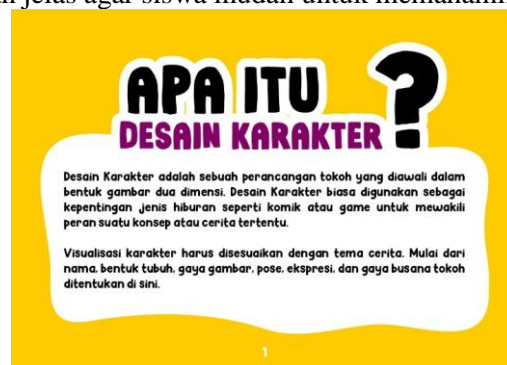 jelas agar siswa mudah untuk memahami
APA ITU ?
DESAIN KARAKTER
Desain Karakter adalah sebuah perancangan tokoh yang diawali dalam
bentuk gambar dua dimensi. Desain Karakter biasa digunakan sebagai
kepentingan jenis hiburan seperti komik atau game untuk mewakili
peran suatu konsep atau cerita tertentu.
Visualisasi karakter harus disesuaikan dengan tema cerita. Mulai dari
nama, bentuk tubuh, gaya gambar, pose, ekspresi, dan gaya busana tokoh
ditentukan di sini.
1